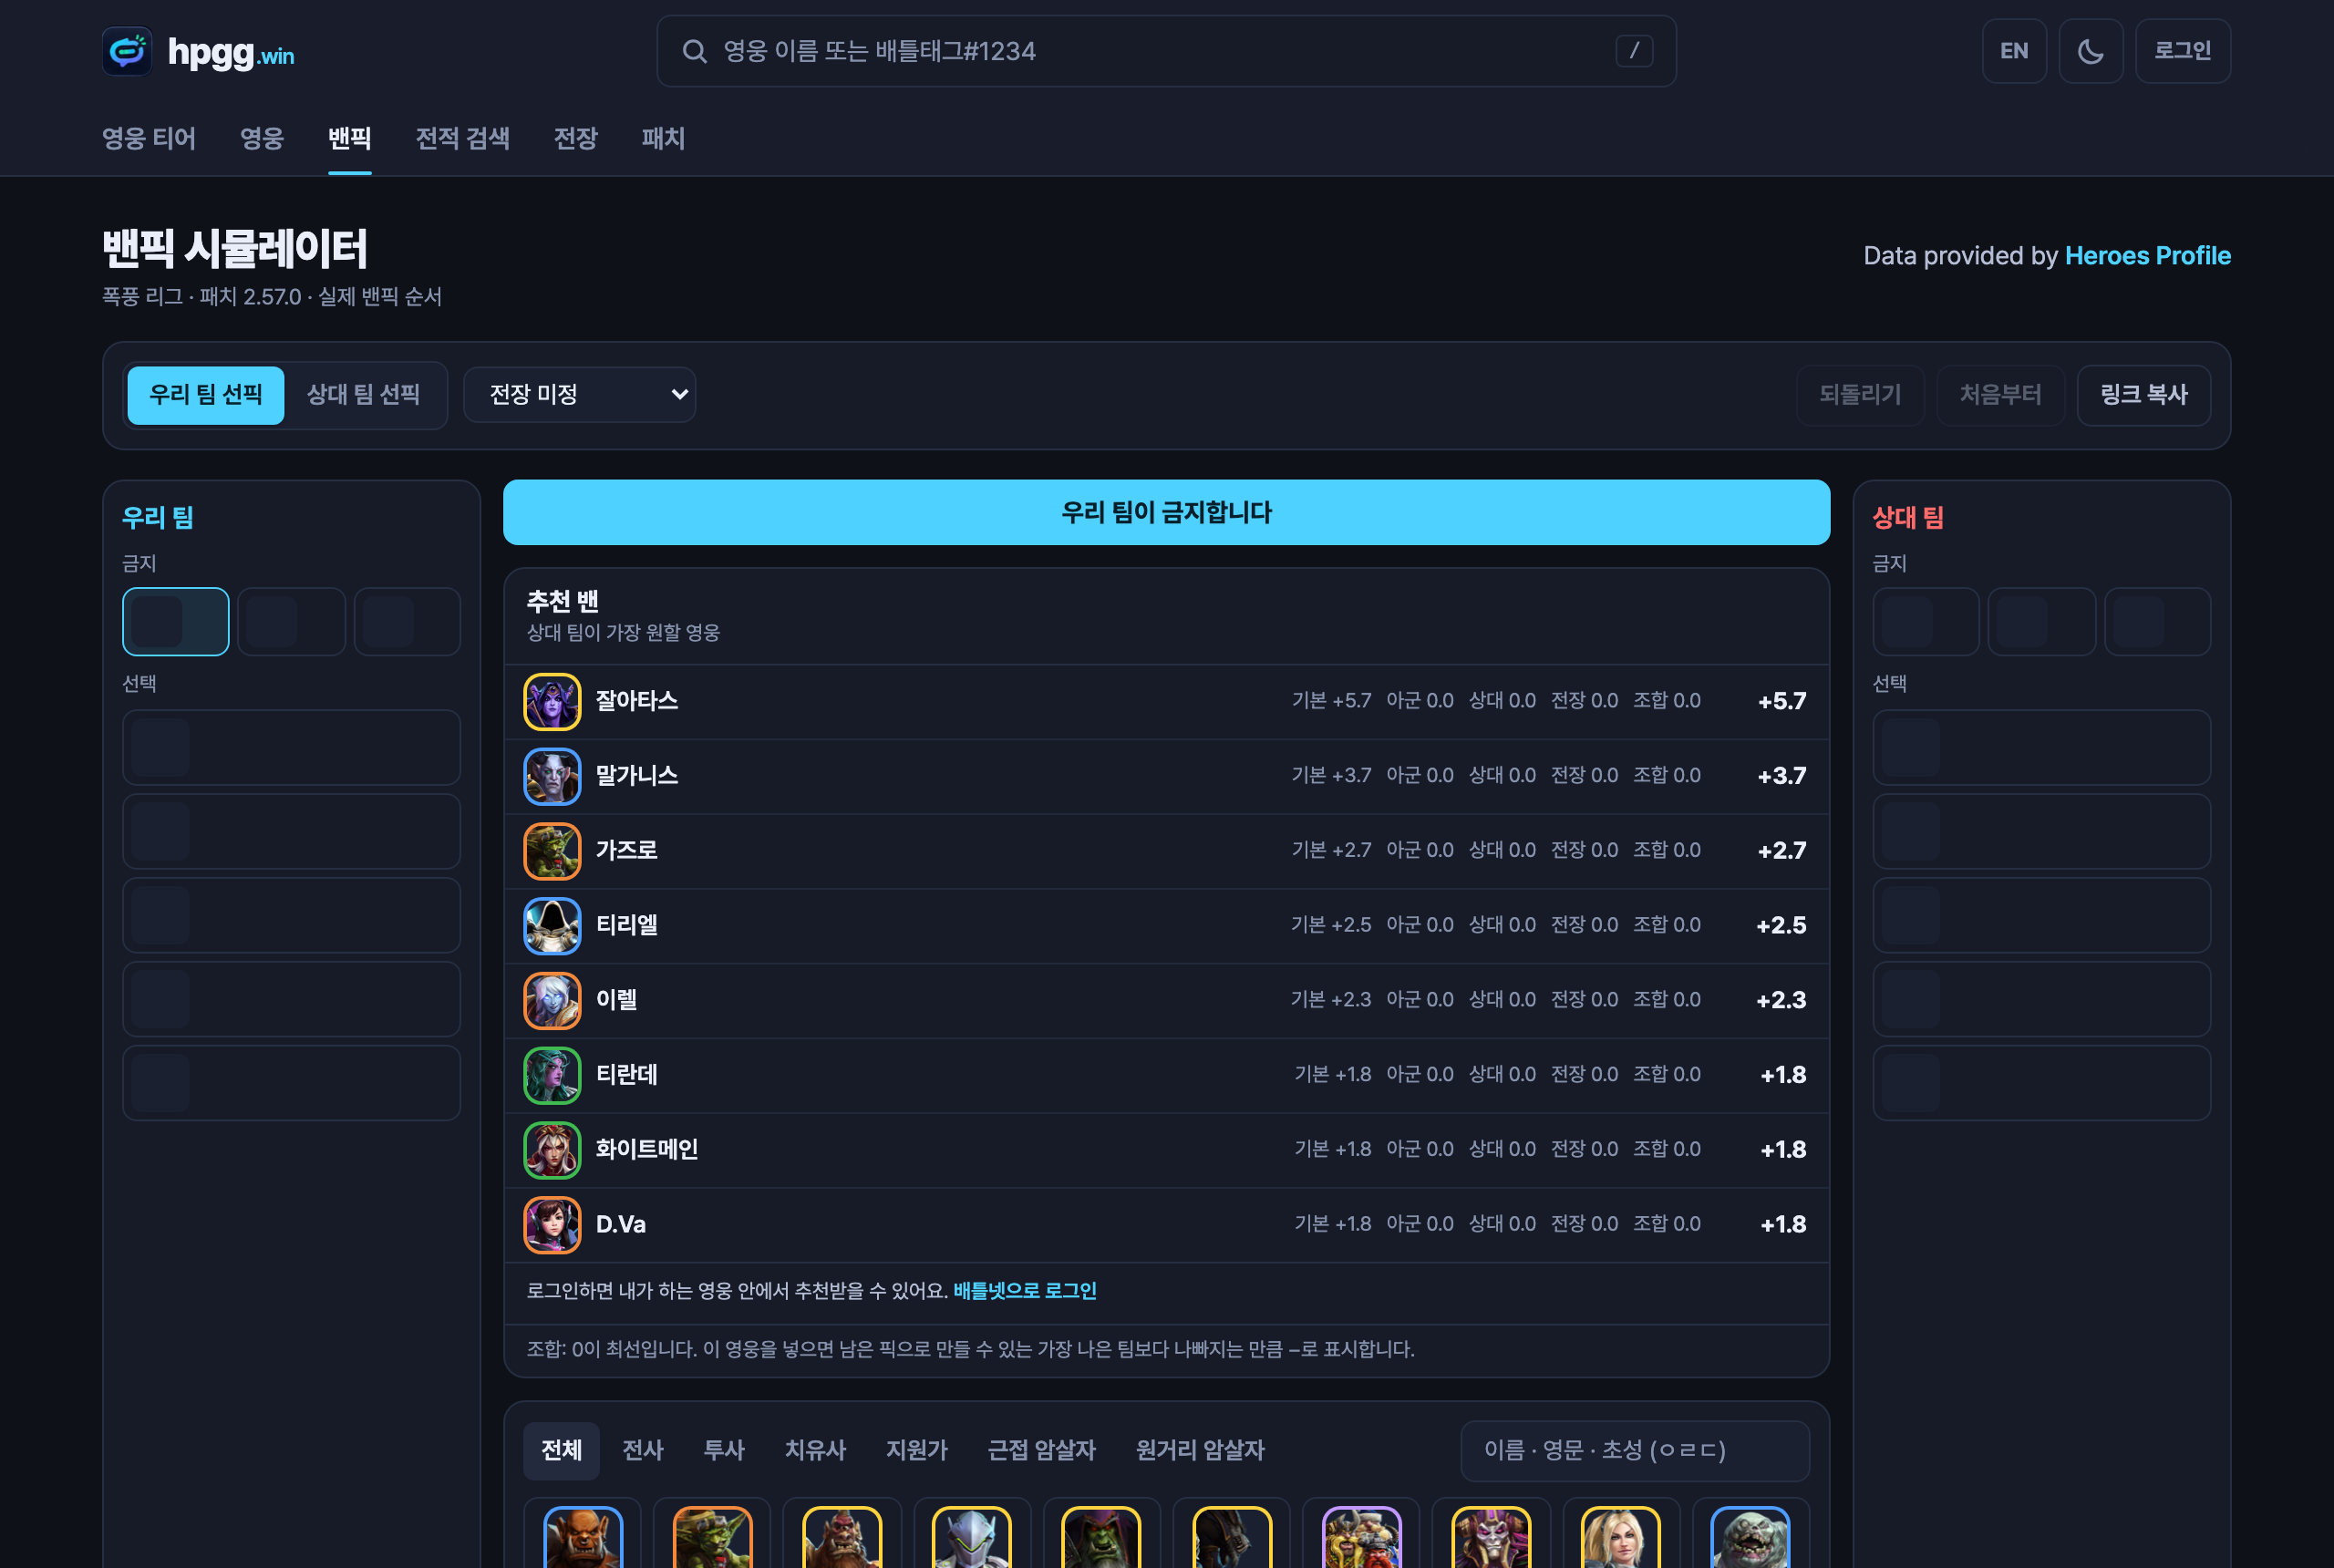 hpgg.win
영웅 이름 또는 배틀태그#1234
/
EN
로그인
영웅 티어
영웅
밴픽
전적 검색
전장
패치
밴픽 시뮬레이터
폭풍 리그 · 패치 2.57.0 · 실제 밴픽 순서
Data provided by Heroes Profile
우리 팀 선픽
상대 팀 선픽
전장 미정
되돌리기
처음부터
링크 복사
우리 팀
금지
선택
우리 팀이 금지합니다
추천 밴
상대 팀이 가장 원할 영웅
잘아타스 기본 +5.7 아군 0.0 상대 0.0 전장 0.0 조합 0.0 +5.7
말가니스 기본 +3.7 아군 0.0 상대 0.0 전장 0.0 조합 0.0 +3.7
가즈로 기본 +2.7 아군 0.0 상대 0.0 전장 0.0 조합 0.0 +2.7
티리엘 기본 +2.5 아군 0.0 상대 0.0 전장 0.0 조합 0.0 +2.5
이렐 기본 +2.3 아군 0.0 상대 0.0 전장 0.0 조합 0.0 +2.3
티란데 기본 +1.8 아군 0.0 상대 0.0 전장 0.0 조합 0.0 +1.8
화이트메인 기본 +1.8 아군 0.0 상대 0.0 전장 0.0 조합 0.0 +1.8
D.Va 기본 +1.8 아군 0.0 상대 0.0 전장 0.0 조합 0.0 +1.8
로그인하면 내가 하는 영웅 안에서 추천받을 수 있어요. 배틀넷으로 로그인
조합: 0이 최선입니다. 이 영웅을 넣으면 남은 픽으로 만들 수 있는 가장 나은 팀보다 나빠지는 만큼 −로 표시합니다.
전체
전사
투사
치유사
지원가
근접 암살자
원거리 암살자
이름 · 영문 · 초성 (ㅇㄹㄷ)
상대 팀
금지
선택